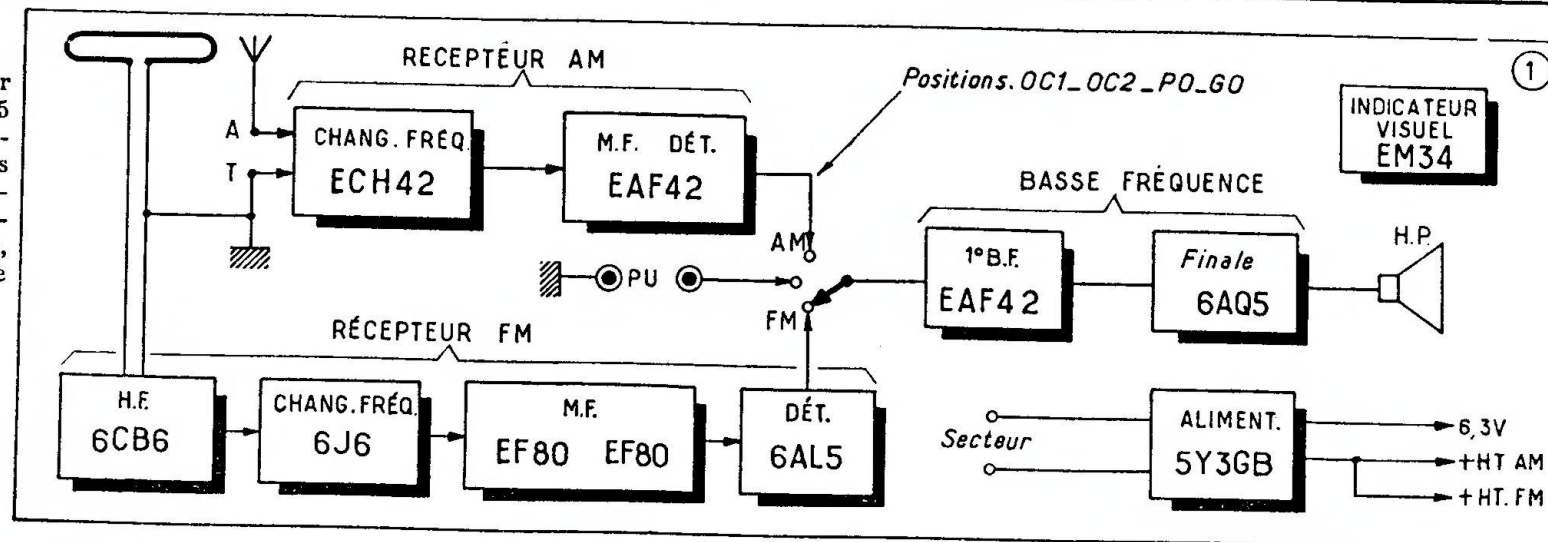 r
5
-
s
-
-
,
e
RECEPTEUR AM
Positions. OC1_OC2_PO_GO
1
INDICATEUR
VISUEL
EM34
A
T
CHANG. FRÉQ.
ECH42
M.F. DÉT.
EAF42
BASSE FRÉQUENCE
AM
PU
FM
1° B.F.
EAF42
Finale
6AQ5
H.P.
RÉCEPTEUR FM
H.F.
6CB6
CHANG. FRÉQ.
6J6
M.F.
EF80 EF80
DÉT.
6AL5
Secteur
ALIMENT.
5Y3GB
6,3V
+HT AM
+HT. FM